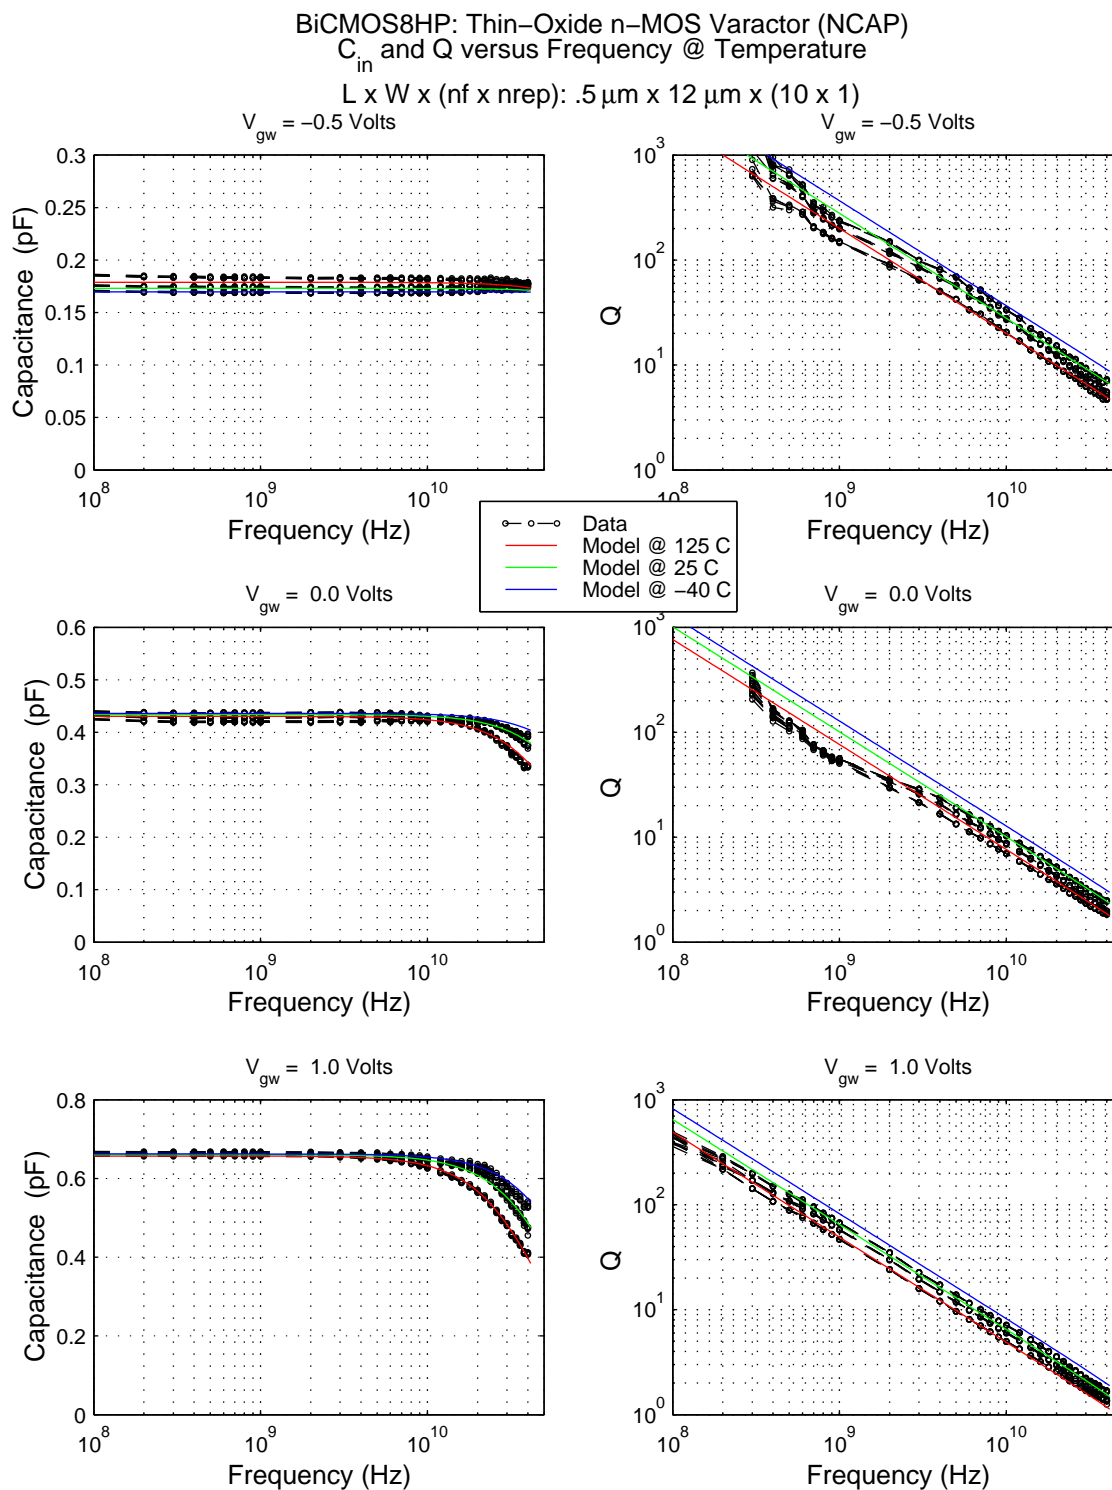 BiCMOS8HP: Thin−Oxide n−MOS Varactor (NCAP)
C_in and Q versus Frequency @ Temperature
L x W x (nf x nrep): .5 µm x 12 µm x (10 x 1)
V_gw = −0.5 Volts
0.3
0.25
0.2
0.15
0.1
0.05
0
Capacitance (pF)
10^8
10^9
10^10
Frequency (Hz)
V_gw = −0.5 Volts
10^3
10^2
10^1
10^0
Q
10^8
10^9
10^10
Frequency (Hz)
Data
Model @ 125 C
Model @ 25 C
Model @ −40 C
V_gw = 0.0 Volts
0.6
0.5
0.4
0.3
0.2
0.1
0
Capacitance (pF)
10^8
10^9
10^10
Frequency (Hz)
V_gw = 0.0 Volts
10^3
10^2
10^1
10^0
Q
10^8
10^9
10^10
Frequency (Hz)
V_gw = 1.0 Volts
0.8
0.6
0.4
0.2
0
Capacitance (pF)
10^8
10^9
10^10
Frequency (Hz)
V_gw = 1.0 Volts
10^3
10^2
10^1
10^0
Q
10^8
10^9
10^10
Frequency (Hz)